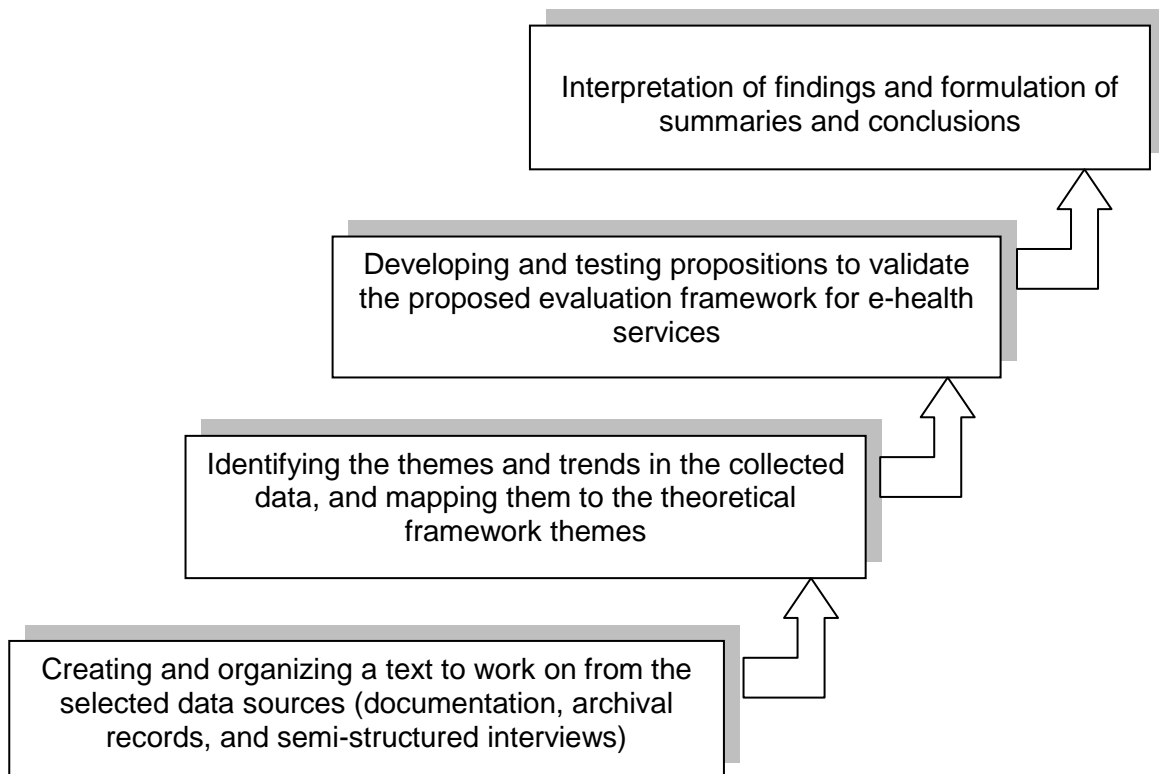 Interpretation of findings and formulation of
summaries and conclusions
Developing and testing propositions to validate
the proposed evaluation framework for e-health
services
Identifying the themes and trends in the collected
data, and mapping them to the theoretical
framework themes
Creating and organizing a text to work on from the
selected data sources (documentation, archival
records, and semi-structured interviews)